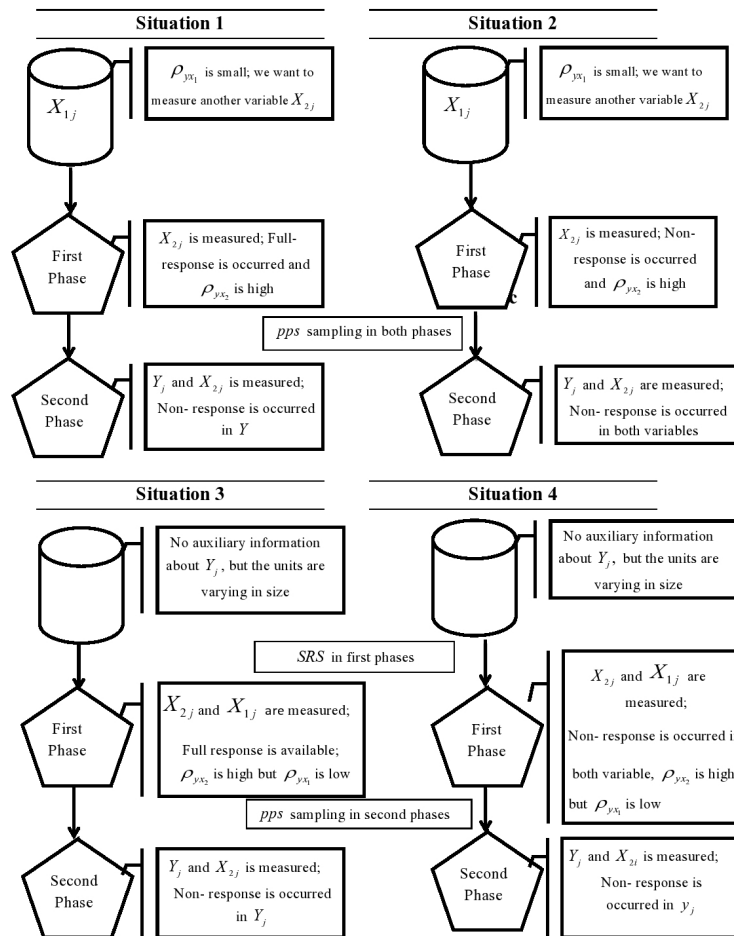 Situation 1
X₁ⱼ
ρ_yx₁ is small; we want to
measure another variable X₂ⱼ
First
Phase
X₂ⱼ is measured; Full-
response is occurred and
ρ_yx₂ is high
Second
Phase
Yⱼ and X₂ⱼ is measured;
Non- response is occurred
in Y
Situation 2
X₁ⱼ
ρ_yx₁ is small; we want to
measure another variable X₂ⱼ
First
Phase
c
X₂ⱼ is measured; Non-
response is occurred
and ρ_yx₂ is high
pps sampling in both phases
Second
Phase
Yⱼ and X₂ⱼ are measured;
Non- response is occurred
in both variables
Situation 3
No auxiliary information
about Yⱼ, but the units are
varying in size
First
Phase
X₂ⱼ and X₁ⱼ are measured;
Full response is available;
ρ_yx₂ is high but ρ_yx₁ is low
Second
Phase
Yⱼ and X₂ⱼ is measured;
Non- response is occurred
in Yⱼ
Situation 4
No auxiliary information
about Yⱼ, but the units are
varying in size
SRS in first phases
First
Phase
X₂ⱼ and X₁ⱼ are
measured;
Non- response is occurred i
both variable, ρ_yx₂ is high
but ρ_yx₁ is low
pps sampling in second phases
Second
Phase
Yⱼ and X₂ᵢ is measured;
Non- response is
occurred in yⱼ